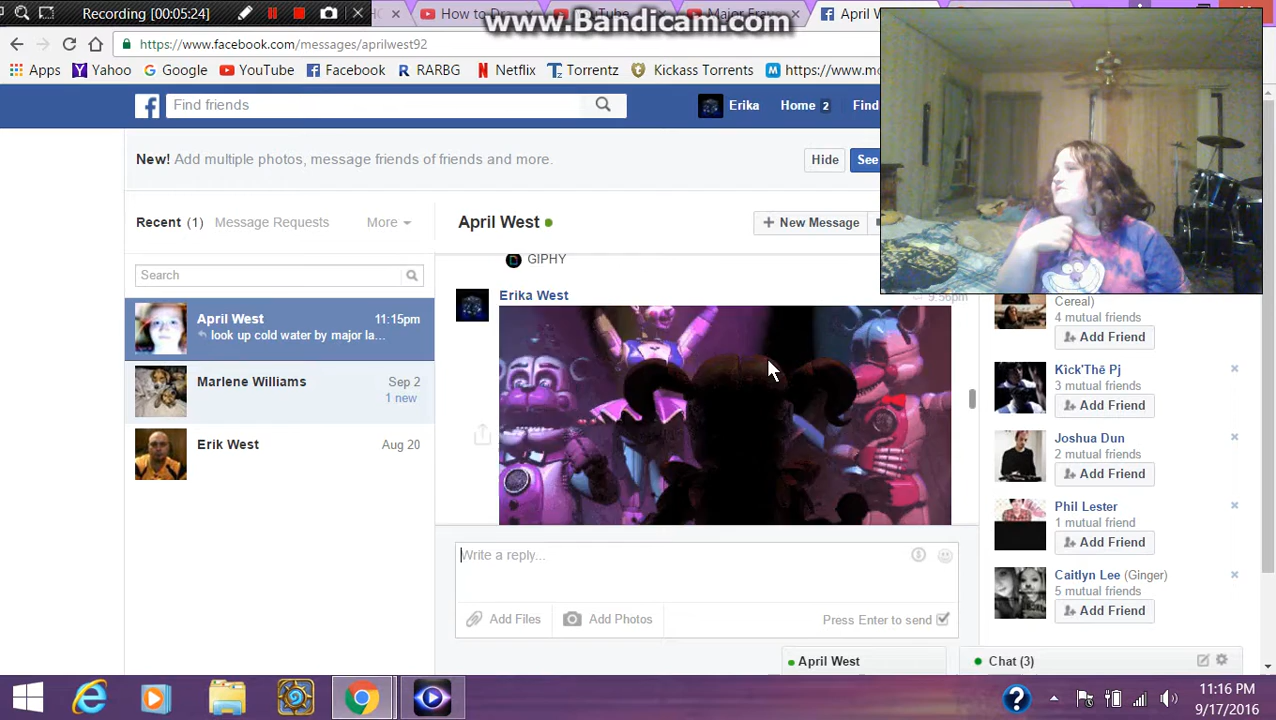 Recording [00:05:24]
www.Bandicam.com
How to Dr
Tube
Major
April W
https://www.facebook.com/messages/aprilwest92
Apps Yahoo Google YouTube Facebook RARBG Netflix Torrentz Kickass Torrents https://www.mo
Find friends
Erika Home 2 Find
New! Add multiple photos, message friends of friends and more.
Hide See
Recent (1) Message Requests More
April West
+ New Message
Search
GIPHY
Erika West
9:56pm
April West 11:15pm
look up cold water by major la...
Marlene Williams Sep 2
1 new
Erik West Aug 20
Cereal)
4 mutual friends
Add Friend
Kìck'Thē Pj
3 mutual friends
Add Friend
Joshua Dun
2 mutual friends
Add Friend
Phil Lester
1 mutual friend
Add Friend
Caitlyn Lee (Ginger)
5 mutual friends
Add Friend
Write a reply...
Add Files Add Photos Press Enter to send
April West
Chat (3)
11:16 PM
9/17/2016